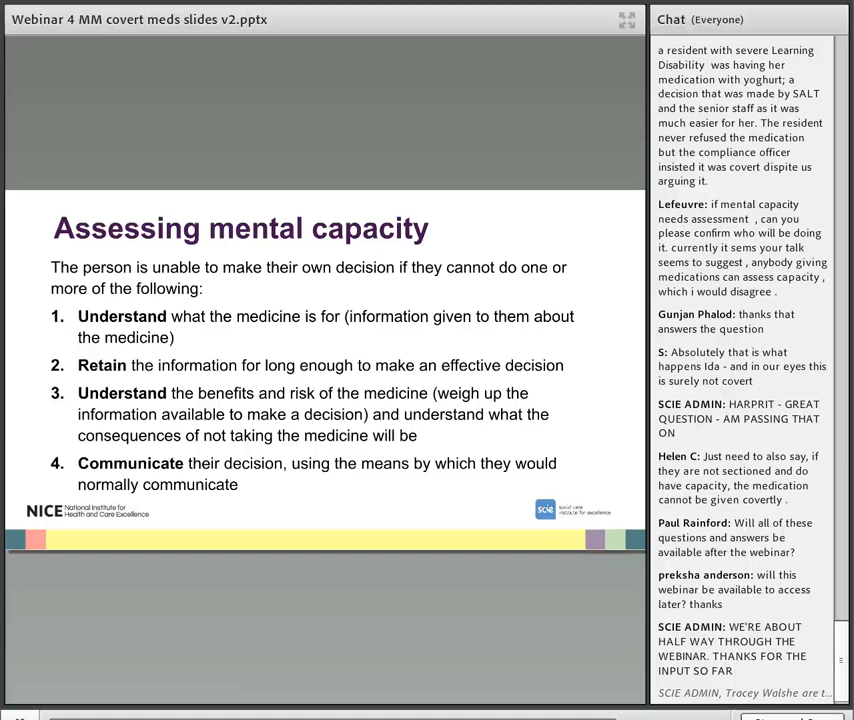 Webinar 4 MM covert meds slides v2.pptx
Assessing mental capacity
The person is unable to make their own decision if they cannot do one or
more of the following:
1. Understand what the medicine is for (information given to them about
the medicine)
2. Retain the information for long enough to make an effective decision
3. Understand the benefits and risk of the medicine (weigh up the
information available to make a decision) and understand what the
consequences of not taking the medicine will be
4. Communicate their decision, using the means by which they would
normally communicate
NICE National Institute for
Health and Care Excellence
scie social care
institute for excellence
Chat (Everyone)
a resident with severe Learning
Disability was having her
medication with yoghurt; a
decision that was made by SALT
and the senior staff as it was
much easier for her. The resident
never refused the medication
but the compliance officer
insisted it was covert dispite us
arguing it.
Lefeuvre: if mental capacity
needs assessment , can you
please confirm who will be doing
it. currently it sems your talk
seems to suggest , anybody giving
medications can assess capacity ,
which i would disagree .
Gunjan Phalod: thanks that
answers the question
S: Absolutely that is what
happens Ida - and in our eyes this
is surely not covert
SCIE ADMIN: HARPRIT - GREAT
QUESTION - AM PASSING THAT
ON
Helen C: Just need to also say, if
they are not sectioned and do
have capacity, the medication
cannot be given covertly .
Paul Rainford: Will all of these
questions and answers be
available after the webinar?
preksha anderson: will this
webinar be available to access
later? thanks
SCIE ADMIN: WE'RE ABOUT
HALF WAY THROUGH THE
WEBINAR. THANKS FOR THE
INPUT SO FAR
SCIE ADMIN, Tracey Walshe are t...